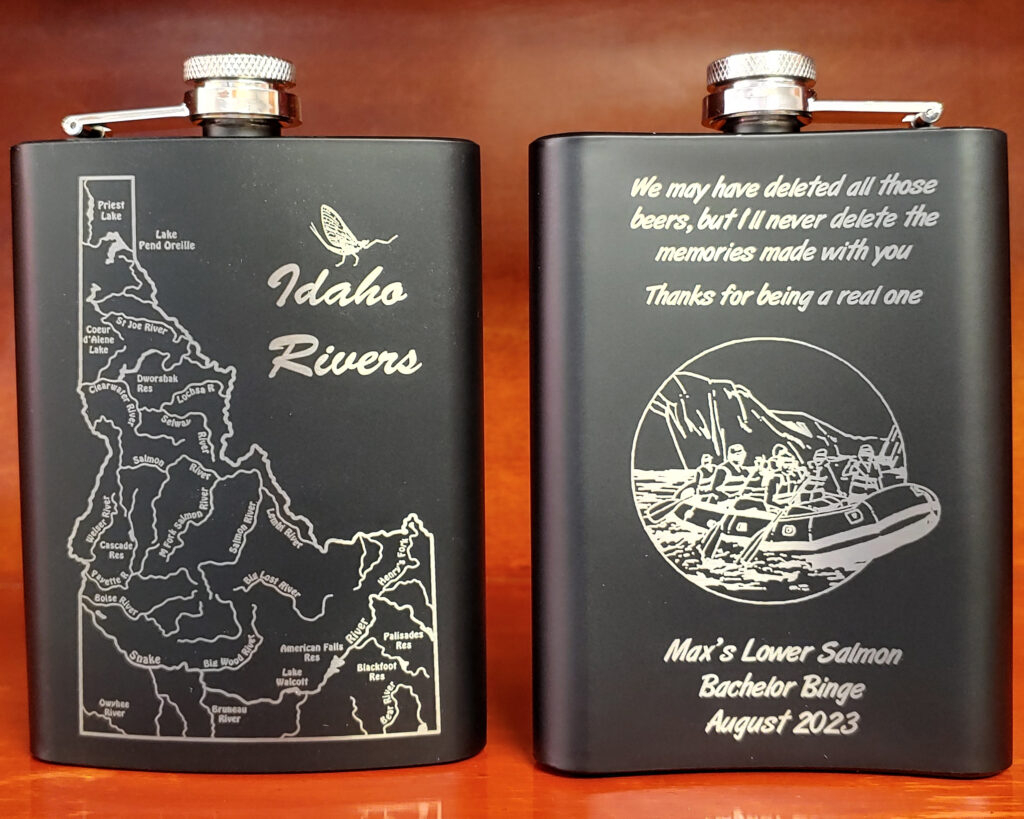 Priest
Lake
Lake
Pend Oreille
Idaho
Rivers
St Joe River
Coeur
d'Alene
Lake
Dworshak
Res
Clearwater River
Lochsa R
Selway
River
Salmon
River
Weiser River
M Fork Salmon River
Salmon River
Lemhi River
Cascade
Res
Payette R
Boise River
Big Lost River
Henry's Fork
Snake
River
Big Wood River
American Falls
Res
Palisades
Res
Lake
Walcott
Blackfoot
Res
Owyhee
River
Bruneau
River
Bear River
We may have deleted all those
beers, but I ll never delete the
memories made with you
Thanks for being a real one
Max's Lower Salmon
Bachelor Binge
August 2023